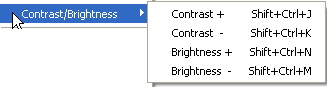 Contrast/Brightness
Contrast + Shift+Ctrl+J
Contrast - Shift+Ctrl+K
Brightness + Shift+Ctrl+N
Brightness - Shift+Ctrl+M